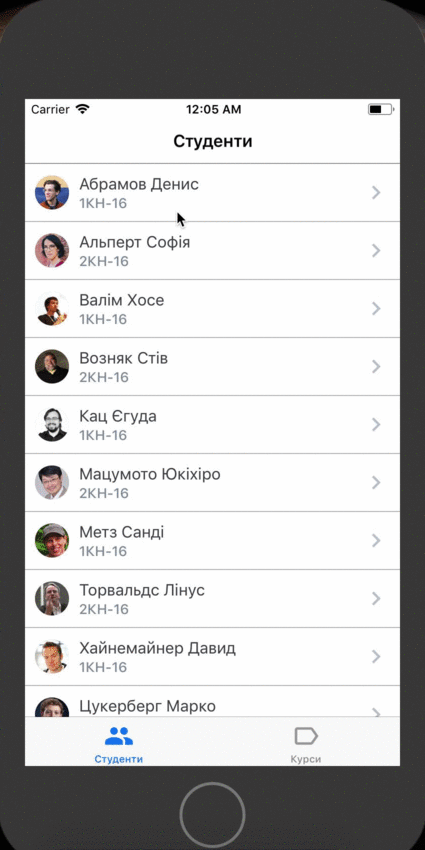 Carrier 12:05 AM
Студенти
Абрамов Денис
1КН-16
Альперт Софія
2КН-16
Валім Хосе
1КН-16
Возняк Стів
2КН-16
Кац Єгуда
1КН-16
Мацумото Юкіхіро
2КН-16
Метз Санді
1КН-16
Торвальдс Лінус
2КН-16
Хайнемайнер Давид
1КН-16
Цукерберг Марко
Студенти Курси